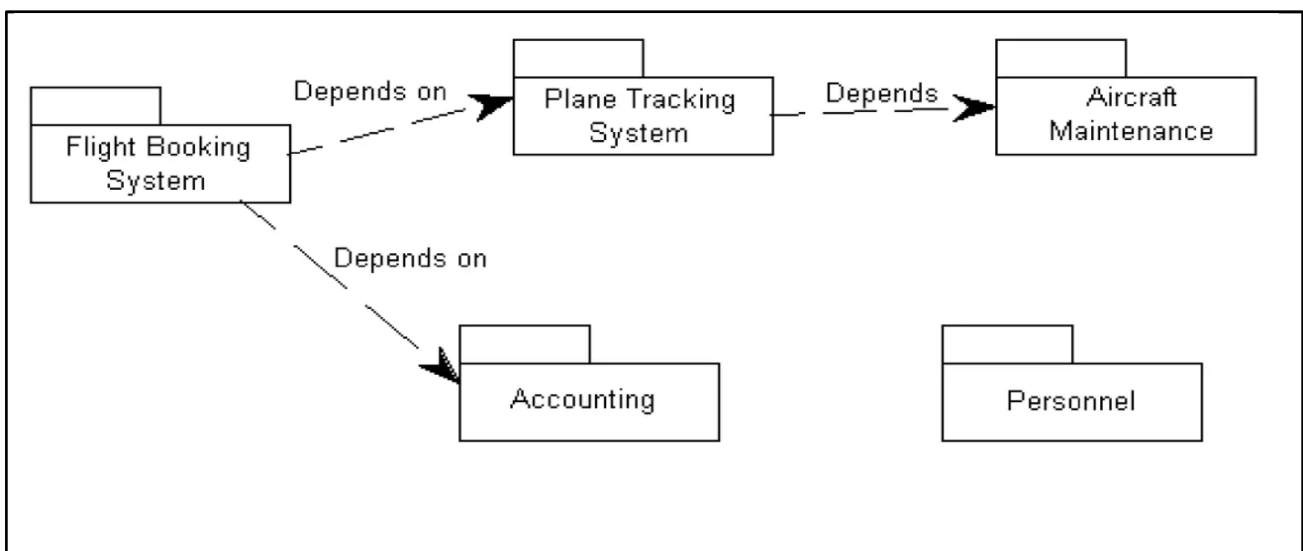 Depends on
Plane Tracking
System
Depends
Aircraft
Maintenance
Flight Booking
System
Depends on
Accounting
Personnel